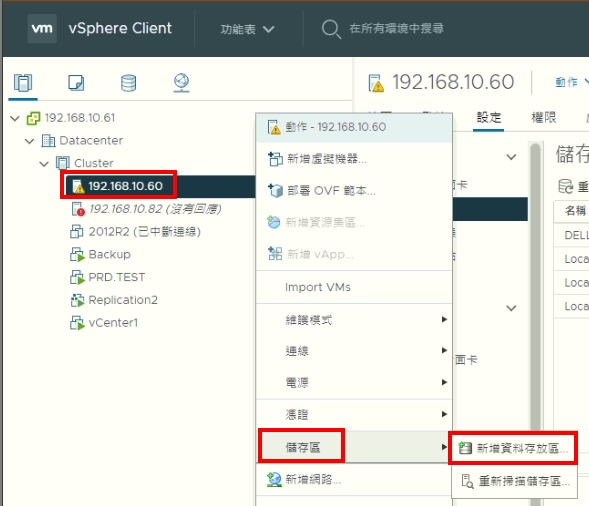 vm vSphere Client 功能表 在所有環境中搜尋
192.168.10.60 動作
設定 權限
192.168.10.61
Datacenter
Cluster
192.168.10.60
192.168.10.82 (沒有回應)
2012R2 (已中斷連線)
Backup
PRD.TEST
Replication2
vCenter1
動作 - 192.168.10.60
新增虛擬機器...
部署 OVF 範本...
新增資源集區...
新增 vApp...
Import VMs
維護模式
連線
電源
憑證
儲存區
新增網路...
新增資料存放區...
重新掃描儲存區...
面卡
面卡
儲存
重
名稱
DELL
Loca
Loca
Loca